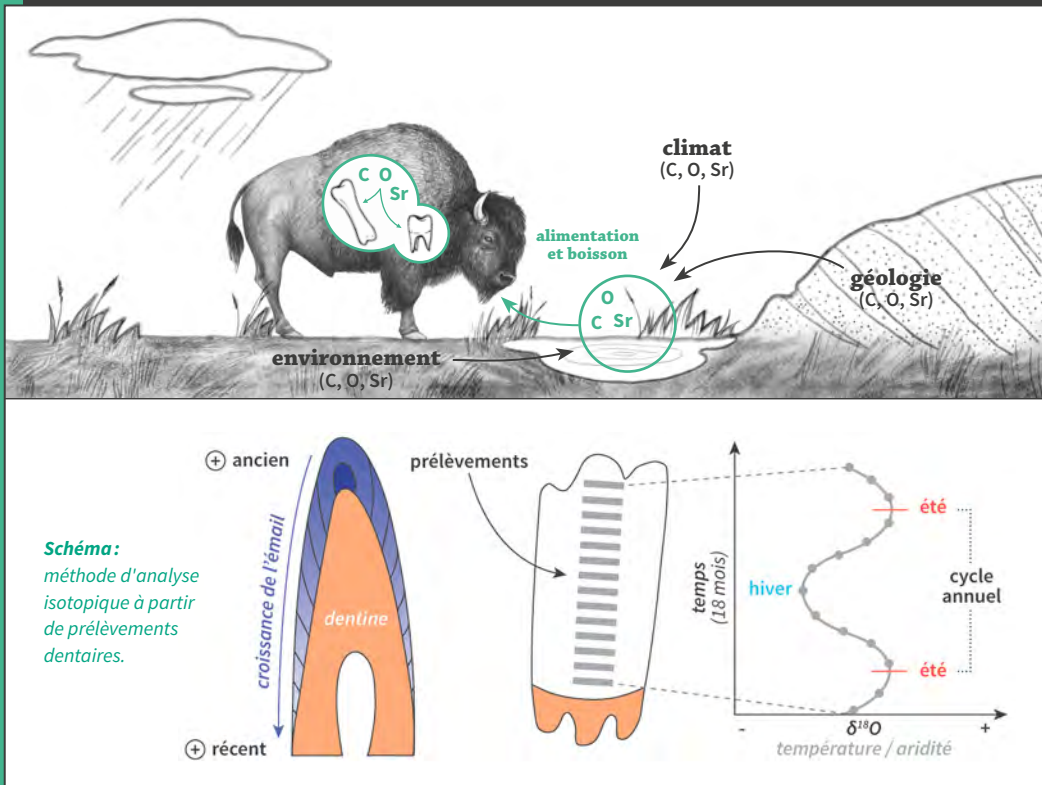 climat
(C, O, Sr)
C O
Sr
alimentation
et boisson
géologie
(C, O, Sr)
O
C Sr
environnement
(C, O, Sr)
+ ancien
prélèvements
croissance de l'émail
dentine
+ récent
Schéma :
méthode d'analyse
isotopique à partir
de prélèvements
dentaires.
temps
(18 mois)
été
hiver
cycle
annuel
été
- δ¹⁸O +
température / aridité